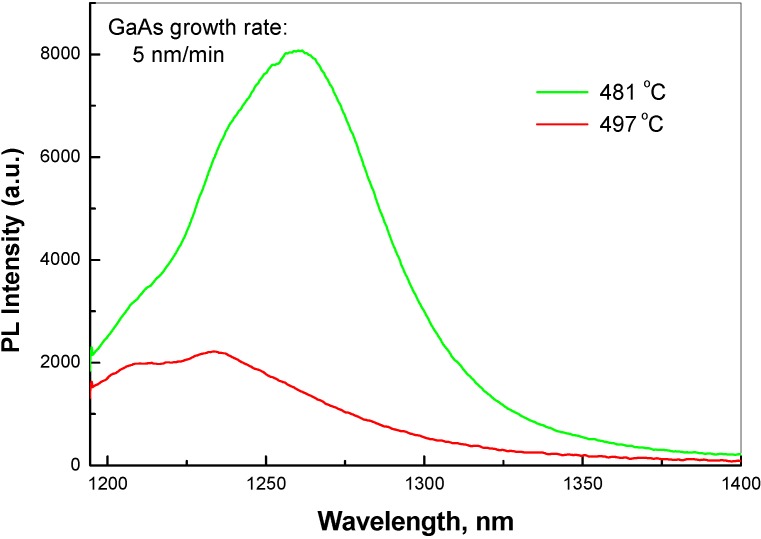 GaAs growth rate:
5 nm/min
481 °C
497 °C
PL Intensity (a.u.)
8000
6000
4000
2000
0
1200
1250
1300
1350
1400
Wavelength, nm